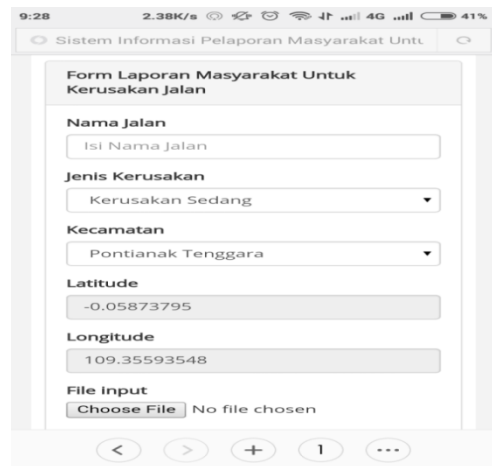 9:28 2.38K/s 4G 41%
Sistem Informasi Pelaporan Masyarakat Untu
Form Laporan Masyarakat Untuk
Kerusakan Jalan
Nama Jalan
Isi Nama Jalan
Jenis Kerusakan
Kerusakan Sedang
Kecamatan
Pontianak Tenggara
Latitude
-0.05873795
Longitude
109.35593548
File input
Choose File No file chosen
1